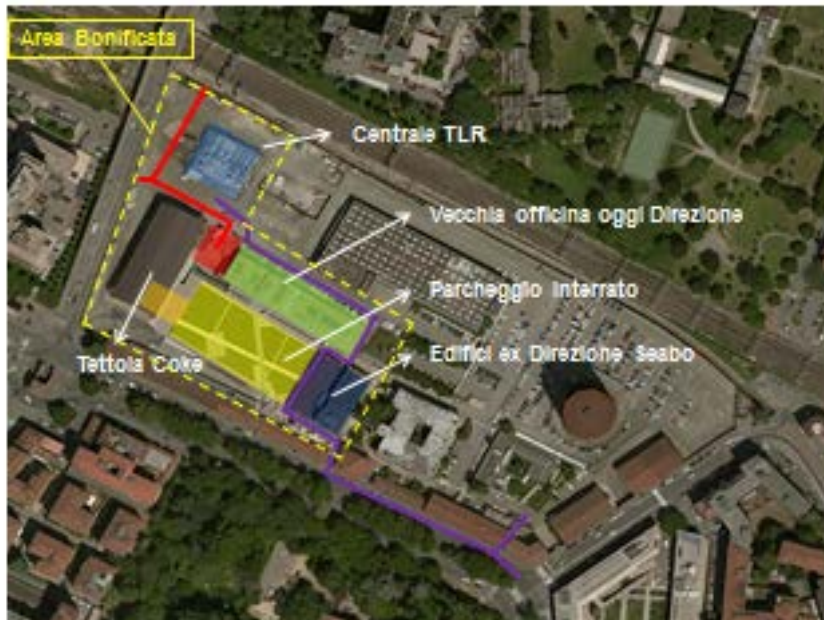 Area Bonificata
Centrale TLR
Vecchia officina oggi Direzione
Parcheggio Interrato
Edifici ex Direzione Seabo
Tettoia Coke